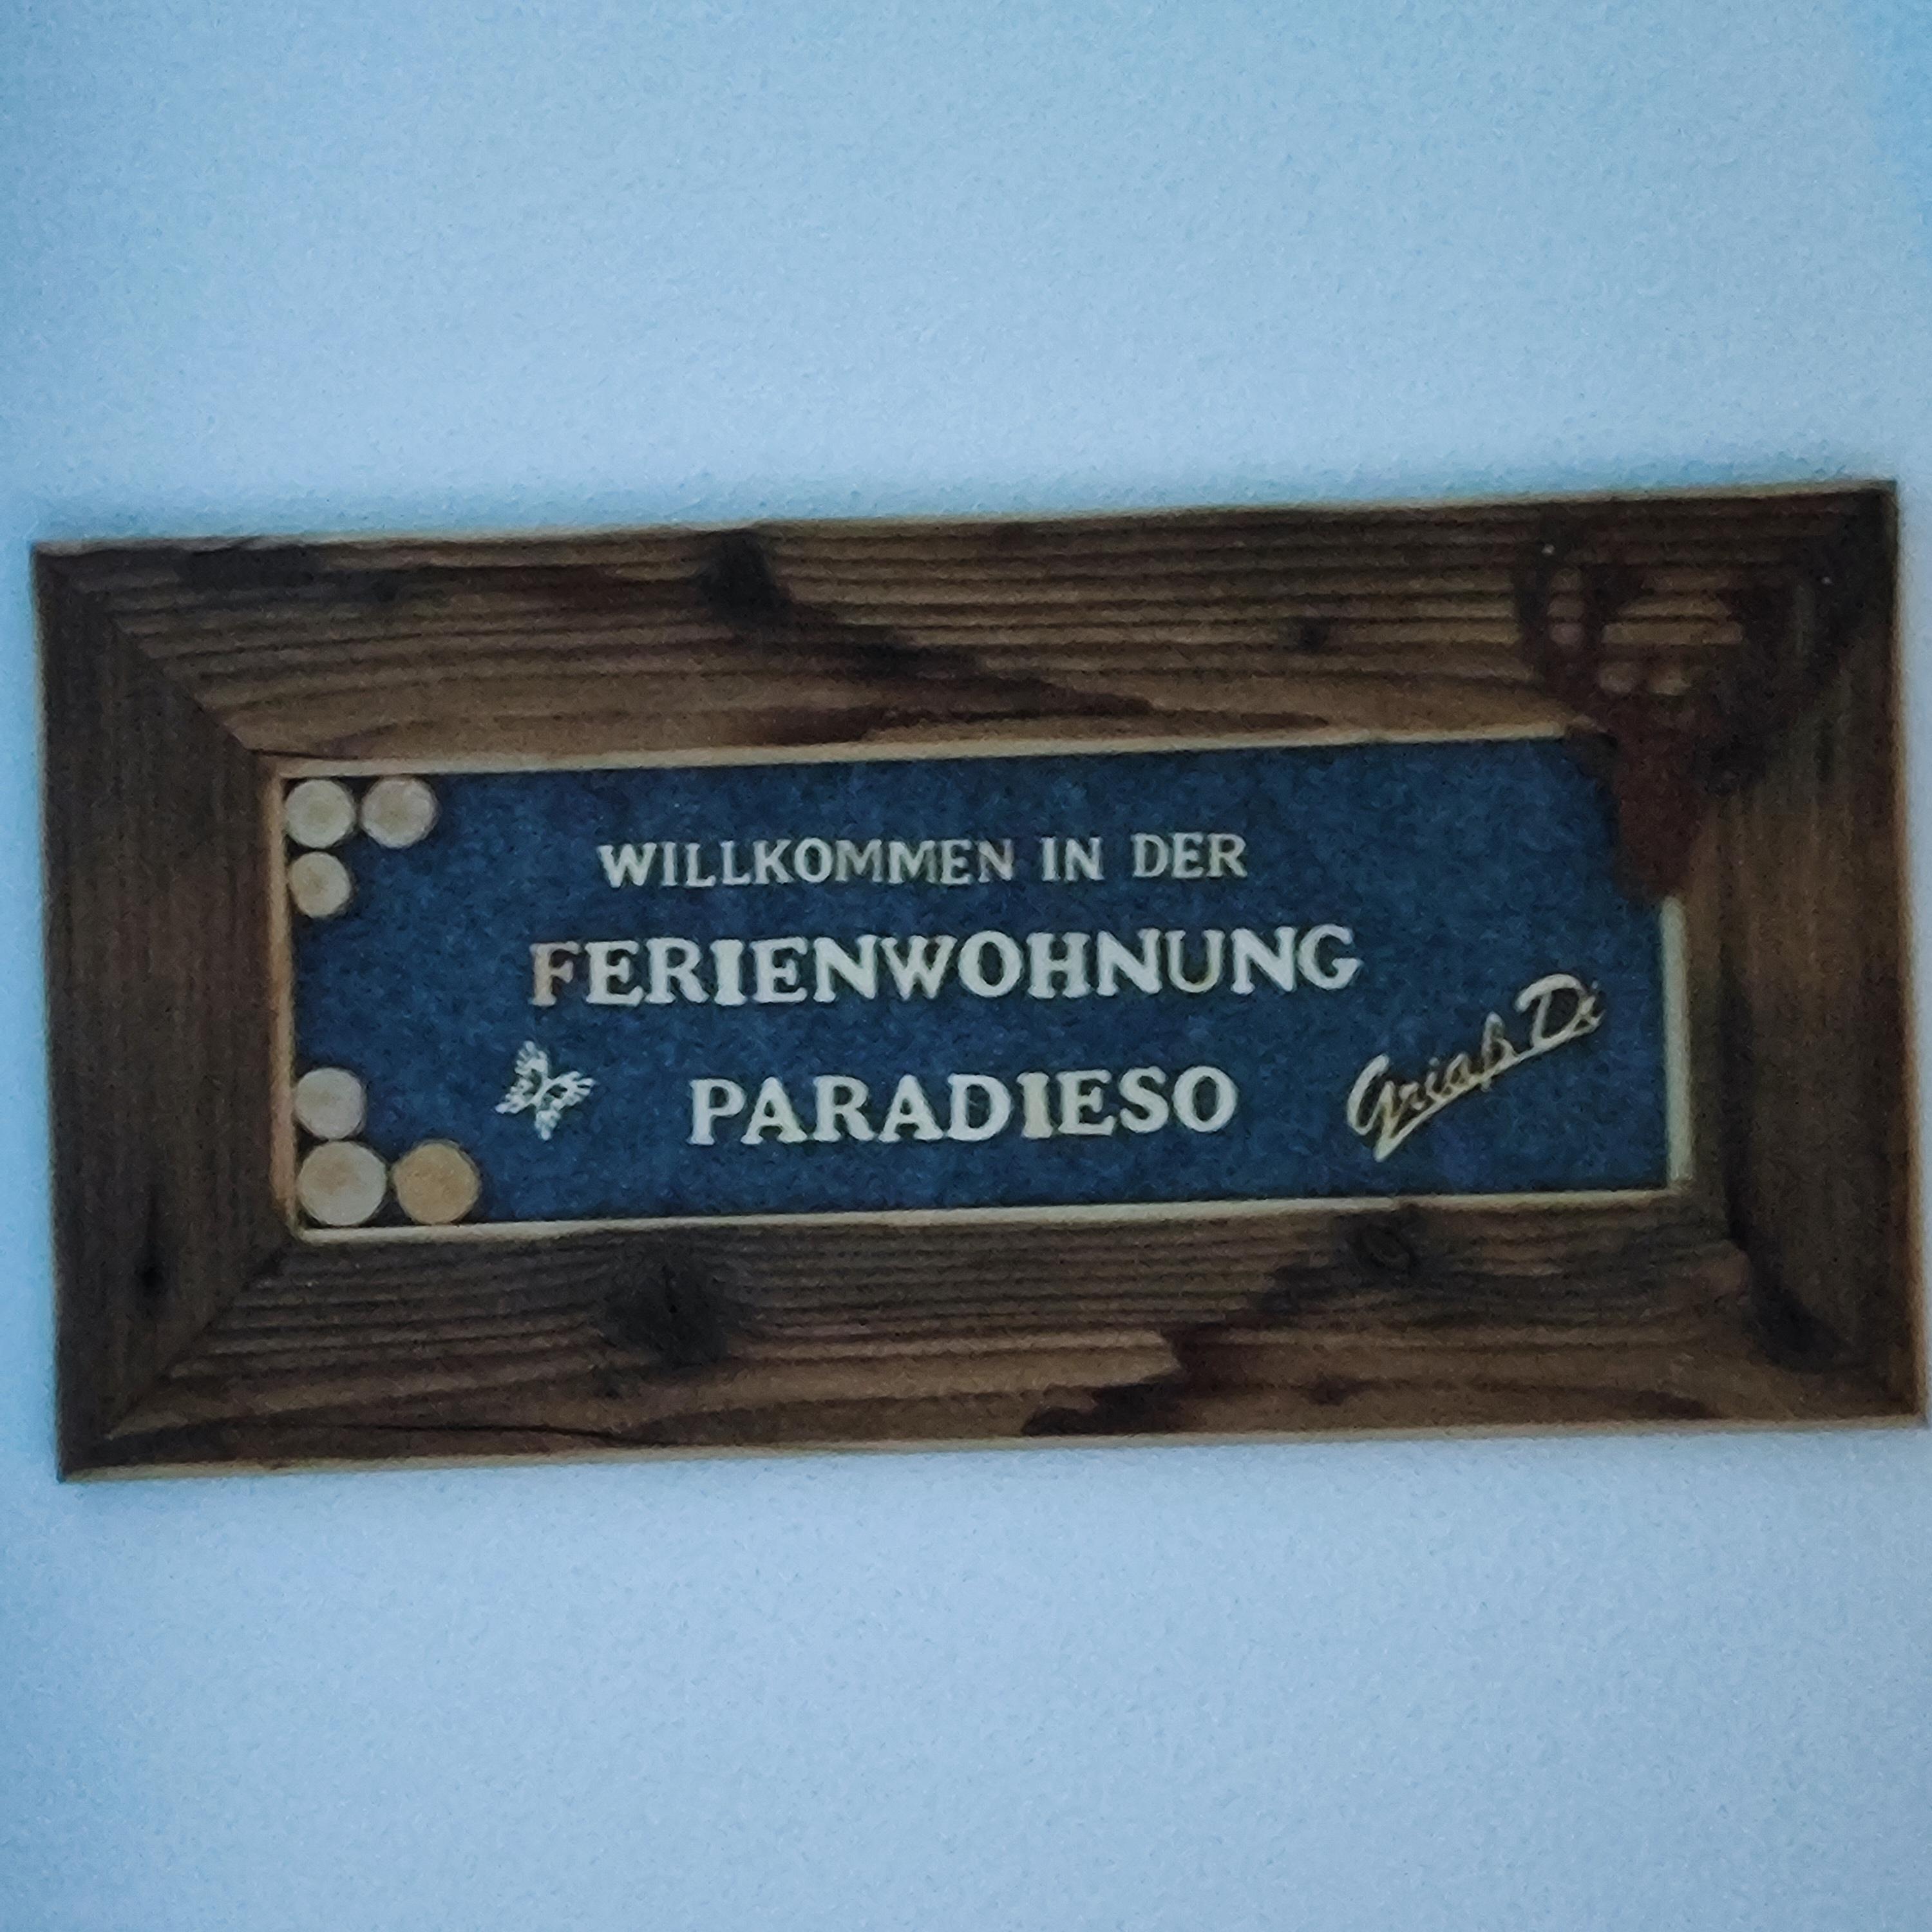 WILLKOMMEN IN DER
FERIENWOHNUNG
PARADIESO
Griaß Di